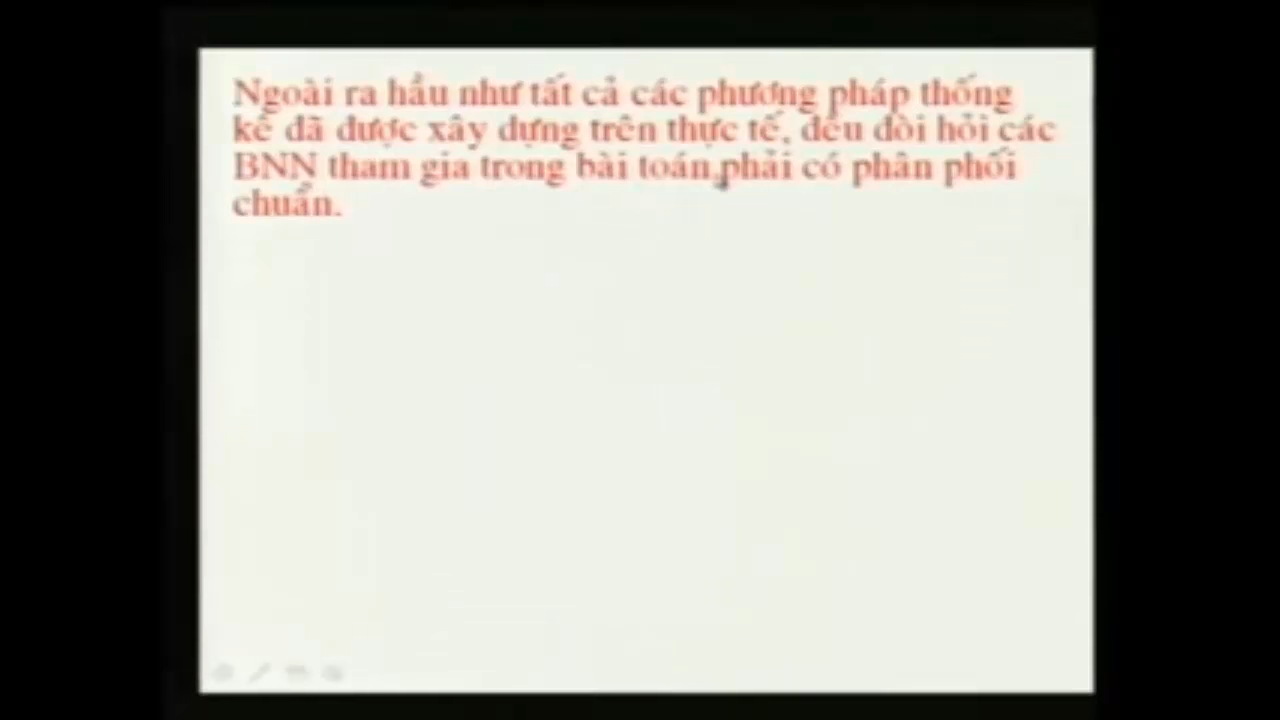 Ngoài ra hầu như tất cả các phương pháp thống
kê đã được xây dựng trên thực tế, đều đòi hỏi các
BNN tham gia trong bài toán,phải có phân phối
chuẩn.